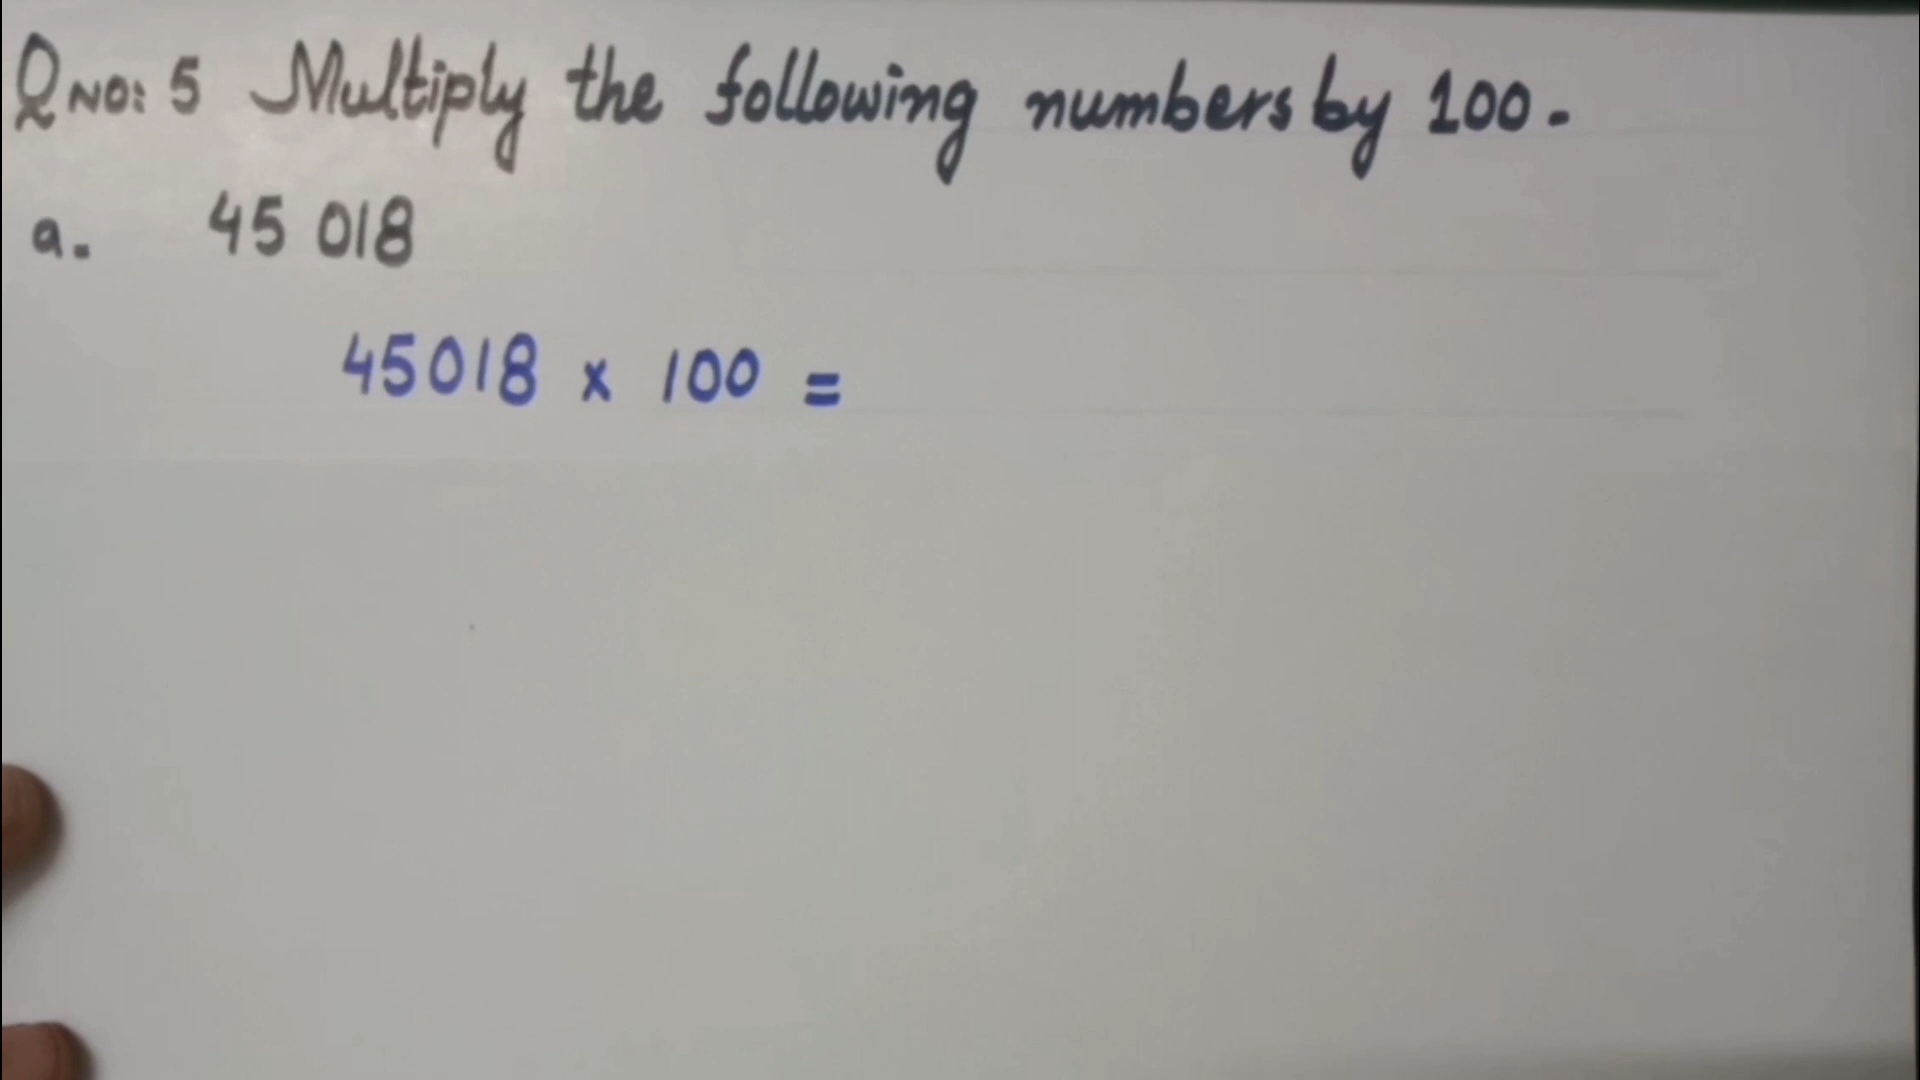 Q NO: 5 Multiply the following numbers by 100.
a. 45 018
45018 x 100 =